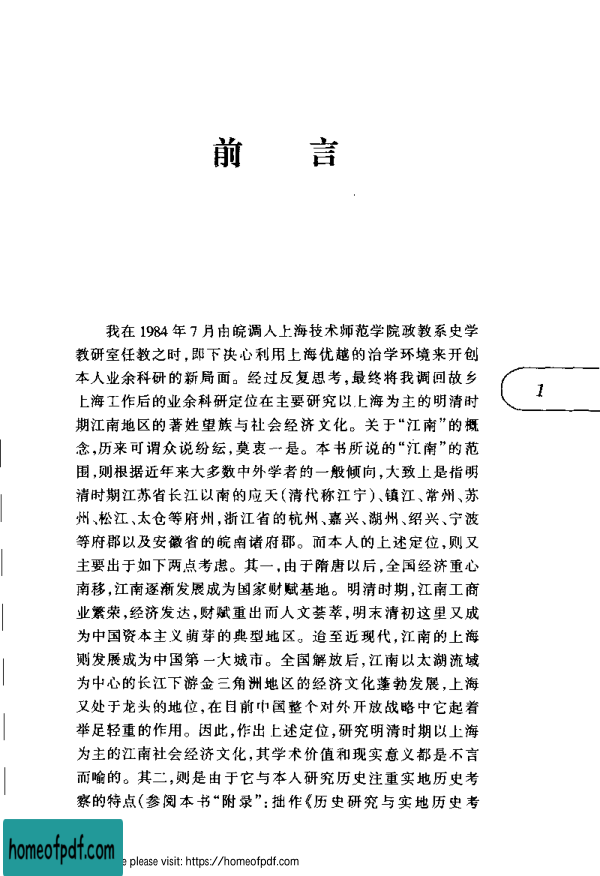 前 言
我在 1984 年 7 月由皖调入上海技术师范学院政教系史学
教研室任教之时,即下决心利用上海优越的治学环境来开创
本人业余科研的新局面。经过反复思考,最终将我调回故乡
上海工作后的业余科研定位在主要研究以上海为主的明清时
期江南地区的著姓望族与社会经济文化。关于“江南”的概
念,历来可谓众说纷纭,莫衷一是。本书所说的“江南”的范
围,则根据近年来大多数中外学者的一般倾向,大致上是指明
清时期江苏省长江以南的应天(清代称江宁)、镇江、常州、苏
州、松江、太仓等府州,浙江省的杭州、嘉兴、湖州、绍兴、宁波
等府郡以及安徽省的皖南诸府郡。而本人的上述定位,则又
主要出于如下两点考虑。其一,由于隋唐以后,全国经济重心
南移,江南逐渐发展成为国家财赋基地。明清时期,江南工商
业繁荣,经济发达,财赋重出而人文荟萃,明末清初这里又成
为中国资本主义萌芽的典型地区。迨至近现代,江南的上海
则发展成为中国第一大城市。全国解放后,江南以太湖流域
为中心的长江下游金三角洲地区的经济文化蓬勃发展,上海
又处于龙头的地位,在目前中国整个对外开放战略中它起着
举足轻重的作用。因此,作出上述定位,研究明清时期以上海
为主的江南社会经济文化,其学术价值和现实意义都是不言
而喻的。其二,则是由于它与本人研究历史注重实地历史考
察的特点(参阅本书“附录”:拙作《历史研究与实地历史考
1
homeofpdf.com
e please visit: https://homeofpdf.com